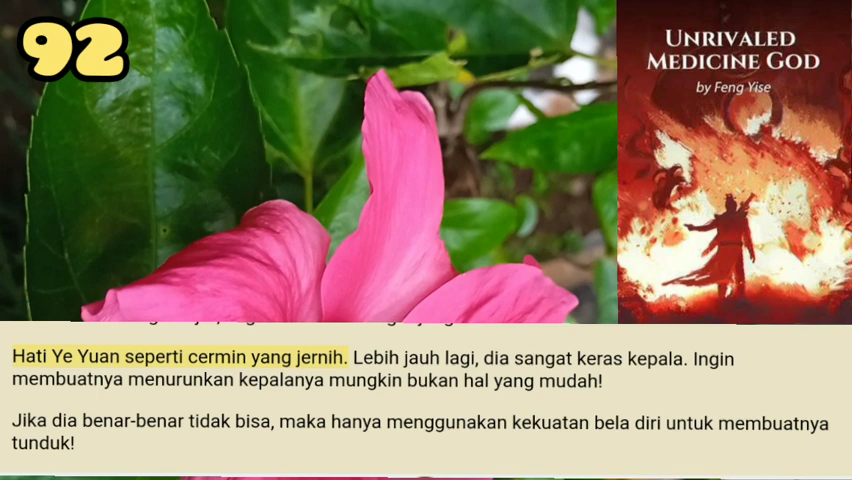 92
UNRIVALED
MEDICINE GOD
by Feng Yise
Hati Ye Yuan seperti cermin yang jernih. Lebih jauh lagi, dia sangat keras kepala. Ingin
membuatnya menurunkan kepalanya mungkin bukan hal yang mudah!
Jika dia benar-benar tidak bisa, maka hanya menggunakan kekuatan bela diri untuk membuatnya
tunduk!